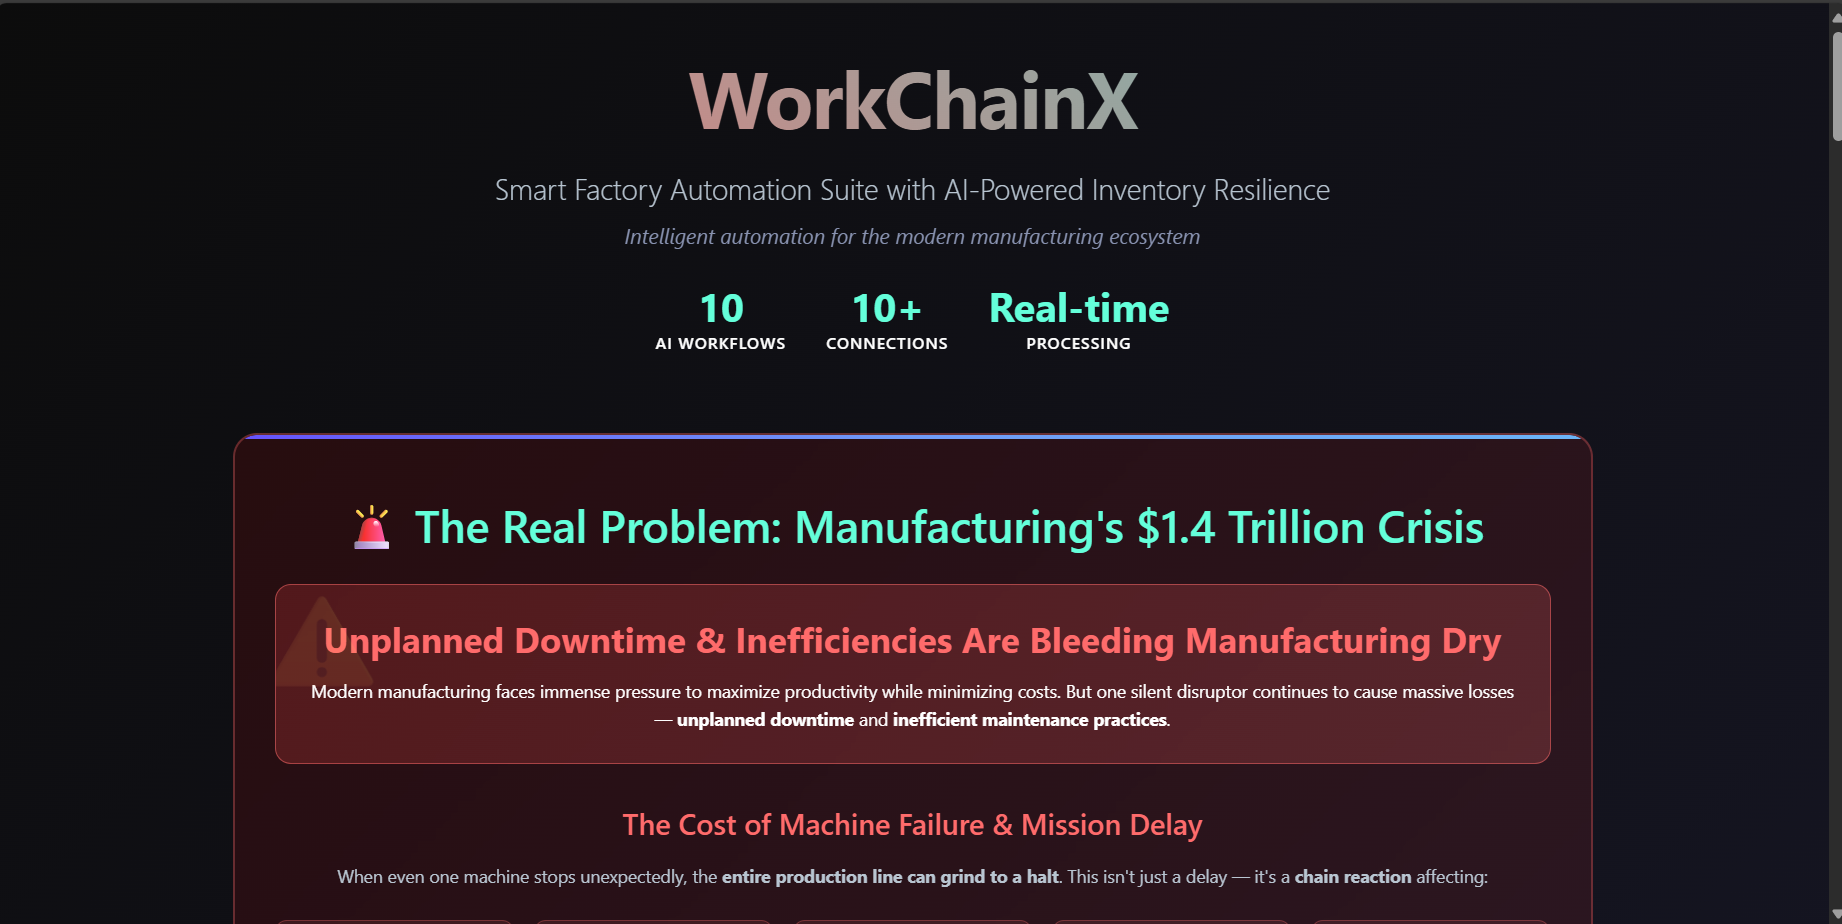 WorkChainX
Smart Factory Automation Suite with AI-Powered Inventory Resilience
Intelligent automation for the modern manufacturing ecosystem
10
AI WORKFLOWS
10+
CONNECTIONS
Real-time
PROCESSING
The Real Problem: Manufacturing's $1.4 Trillion Crisis
Unplanned Downtime & Inefficiencies Are Bleeding Manufacturing Dry
Modern manufacturing faces immense pressure to maximize productivity while minimizing costs. But one silent disruptor continues to cause massive losses
— unplanned downtime and inefficient maintenance practices.
The Cost of Machine Failure & Mission Delay
When even one machine stops unexpectedly, the entire production line can grind to a halt. This isn't just a delay — it's a chain reaction affecting: